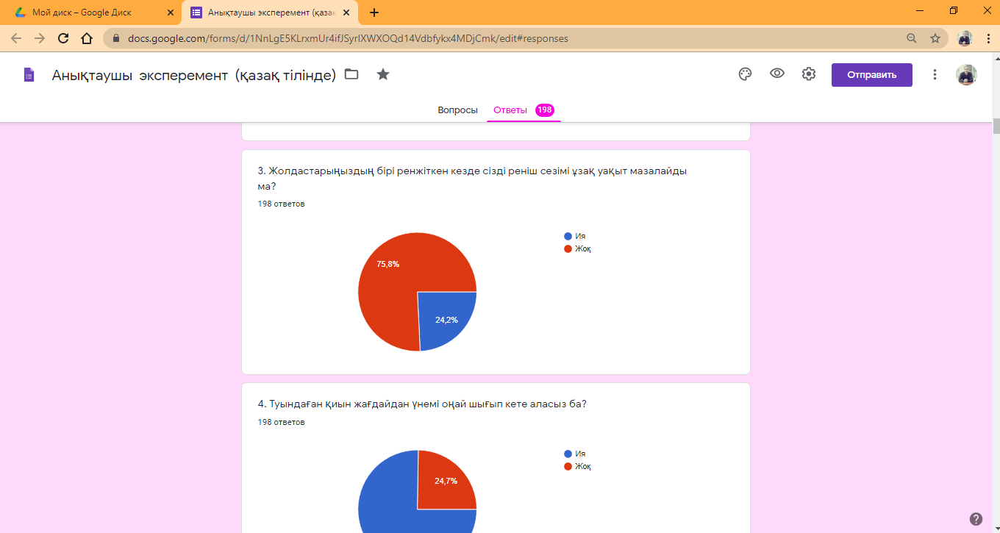 Мой диск – Google Диск
Анықтаушы эксперемент (қазақ
docs.google.com/forms/d/1NnLgE5KLrxmUr4ifJSyrIXWXOQd14Vdbfykx4MDjCmk/edit#responses
Анықтаушы эксперемент (қазақ тілінде)
Отправить
Вопросы
Ответы 198
3. Жолдастарыңыздың бірі ренжіткен кезде сізді реніш сезімі ұзақ уақыт мазалайды
ма?
198 ответов
Ия
Жоқ
75,8%
24,2%
4. Туындаған қиын жағдайдан үнемі оңай шығып кете аласыз ба?
198 ответов
Ия
Жоқ
24,7%